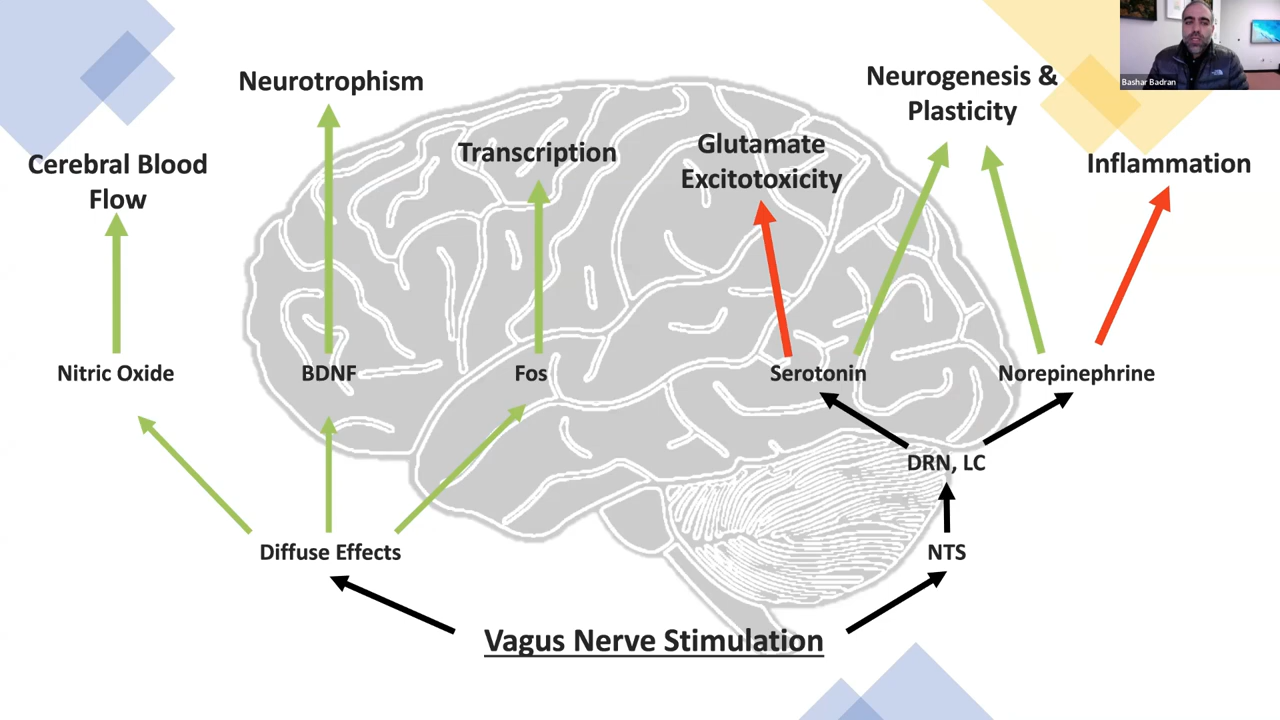 Bashar Badran
Neurotrophism
Neurogenesis &
Plasticity
Cerebral Blood
Flow
Transcription
Glutamate
Excitotoxicity
Inflammation
Nitric Oxide
BDNF
Fos
Serotonin
Norepinephrine
DRN, LC
Diffuse Effects
NTS
Vagus Nerve Stimulation